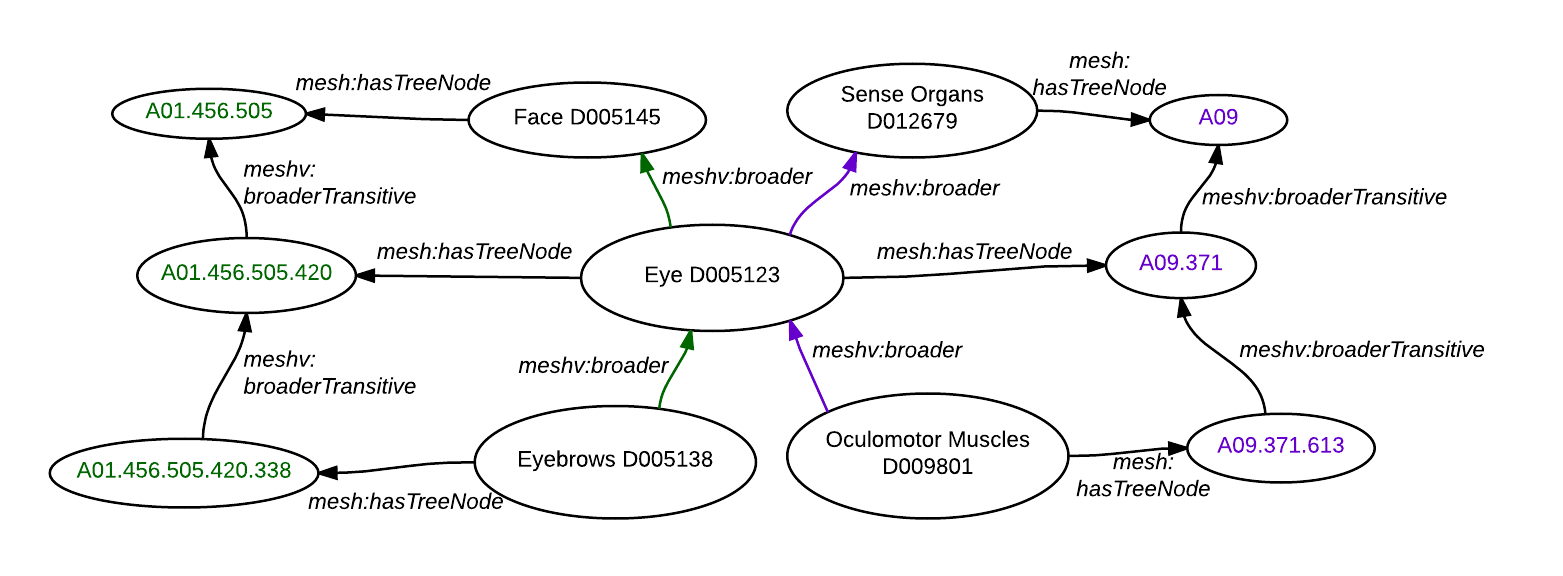 mesh:
hasTreeNode
mesh:hasTreeNode
Sense Organs
D012679
A01.456.505
Face D005145
A09
meshv:
broaderTransitive
meshv:broader
meshv:broader
meshv:broaderTransitive
mesh:hasTreeNode
mesh:hasTreeNode
A01.456.505.420
Eye D005123
A09.371
meshv:
broaderTransitive
meshv:broader
meshv:broader
meshv:broaderTransitive
A01.456.505.420.338
Eyebrows D005138
Oculomotor Muscles
D009801
A09.371.613
mesh:hasTreeNode
mesh:
hasTreeNode